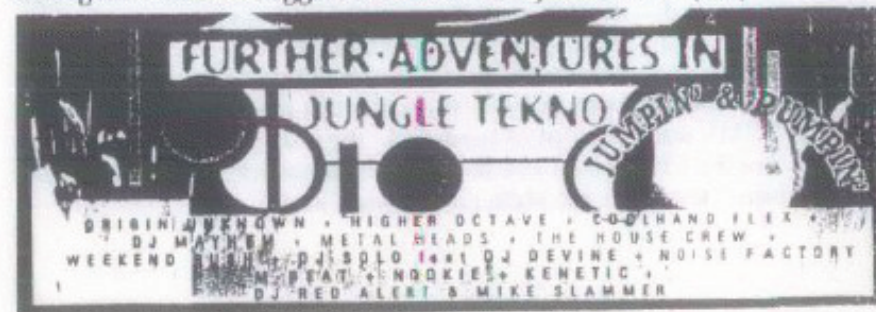 FURTHER·ADVENTURES IN
JUNGLE TEKNO
JUMPIN' & PUMPIN'
ORIGIN UNKNOWN + HIGHER OCTAVE + COOLHAND FLEX +
DJ MAYHEM + METAL HEADS + THE HOUSE CREW +
WEEKEND RUSH + DJ SOLO feat DJ DEVINE + NOISE FACTORY
M BEAT + NOOKIE + KENETIC +
DJ RED ALERT & MIKE SLAMMER